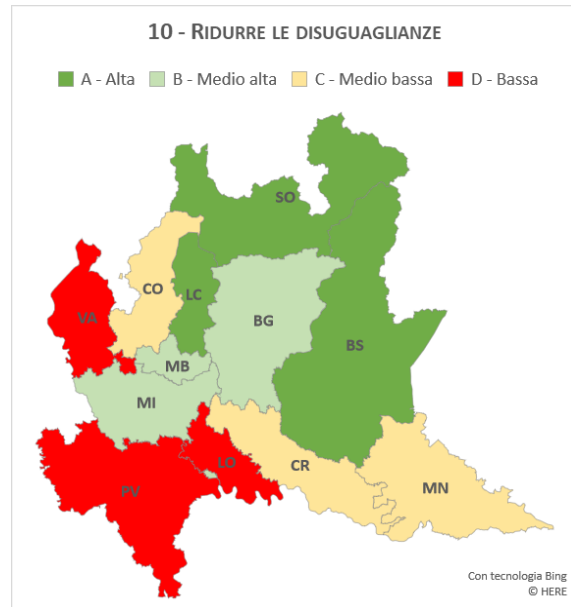 10 - RIDURRE LE DISUGUAGLIANZE
A - Alta B - Medio alta C - Medio bassa D - Bassa
SO
CO
LC
VA
BG
BS
MB
MI
LO
CR
PV
MN
Con tecnologia Bing
© HERE